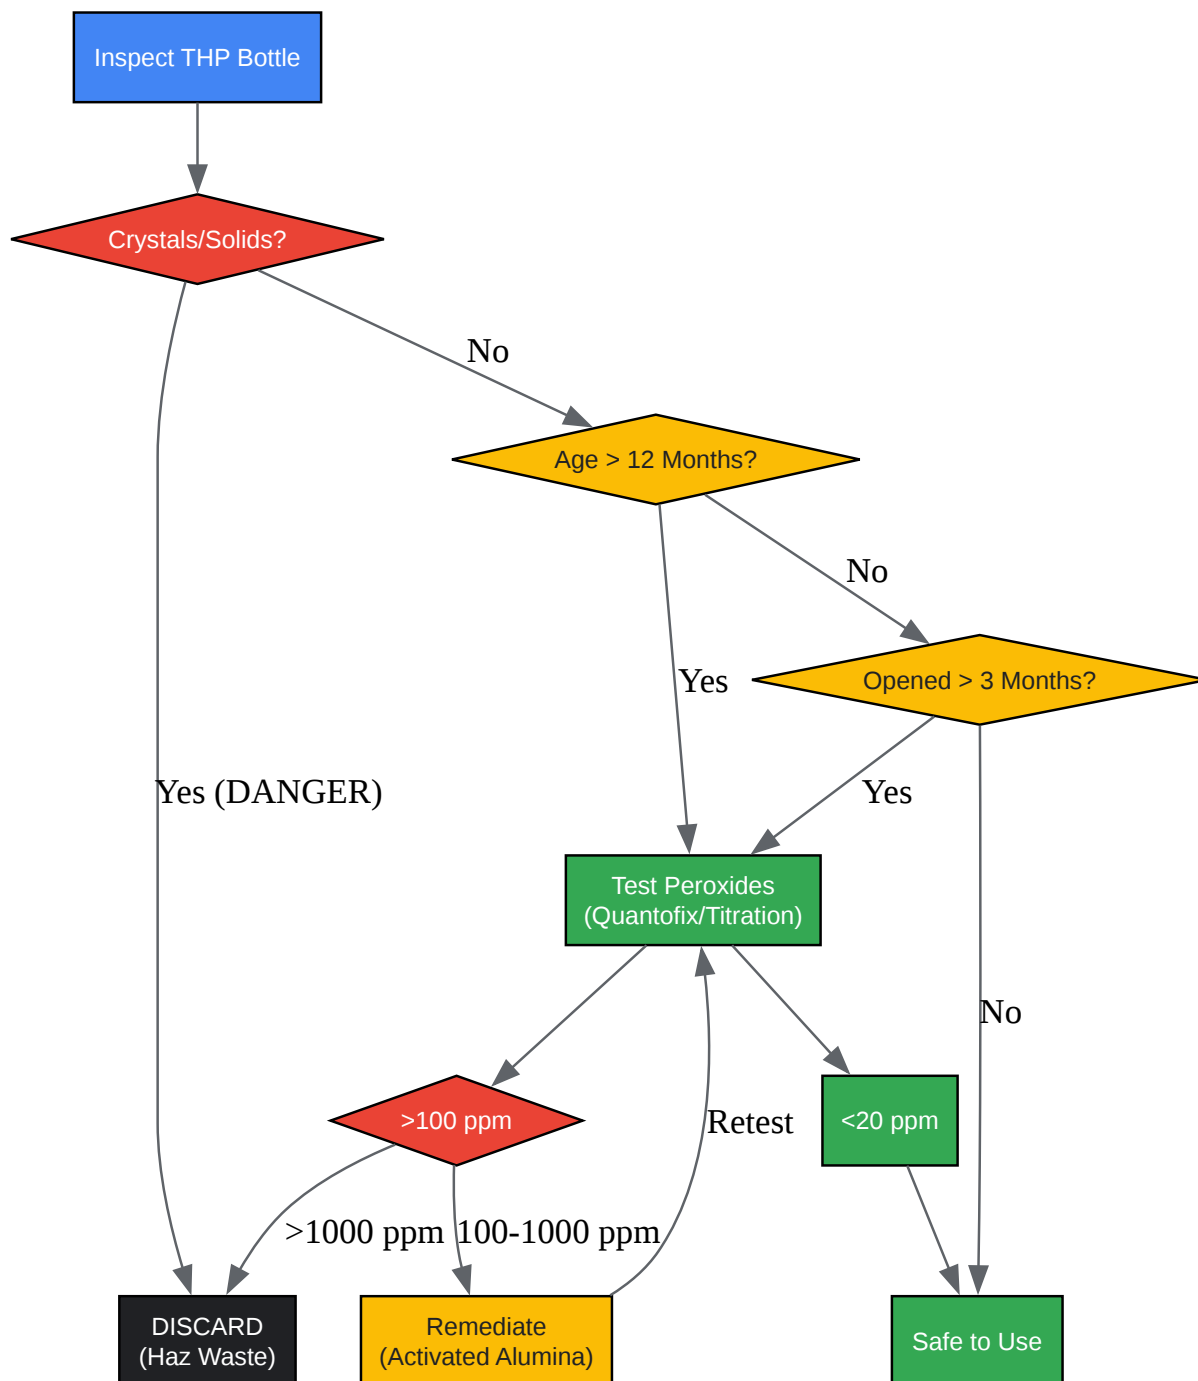 Inspect THP Bottle
Crystals/Solids?
No
Age > 12 Months?
No
Yes
Opened > 3 Months?
Yes (DANGER)
Yes
Test Peroxides
(Quantofix/Titration)
No
>100 ppm
Retest
<20 ppm
>1000 ppm
100-1000 ppm
DISCARD
(Haz Waste)
Remediate
(Activated Alumina)
Safe to Use